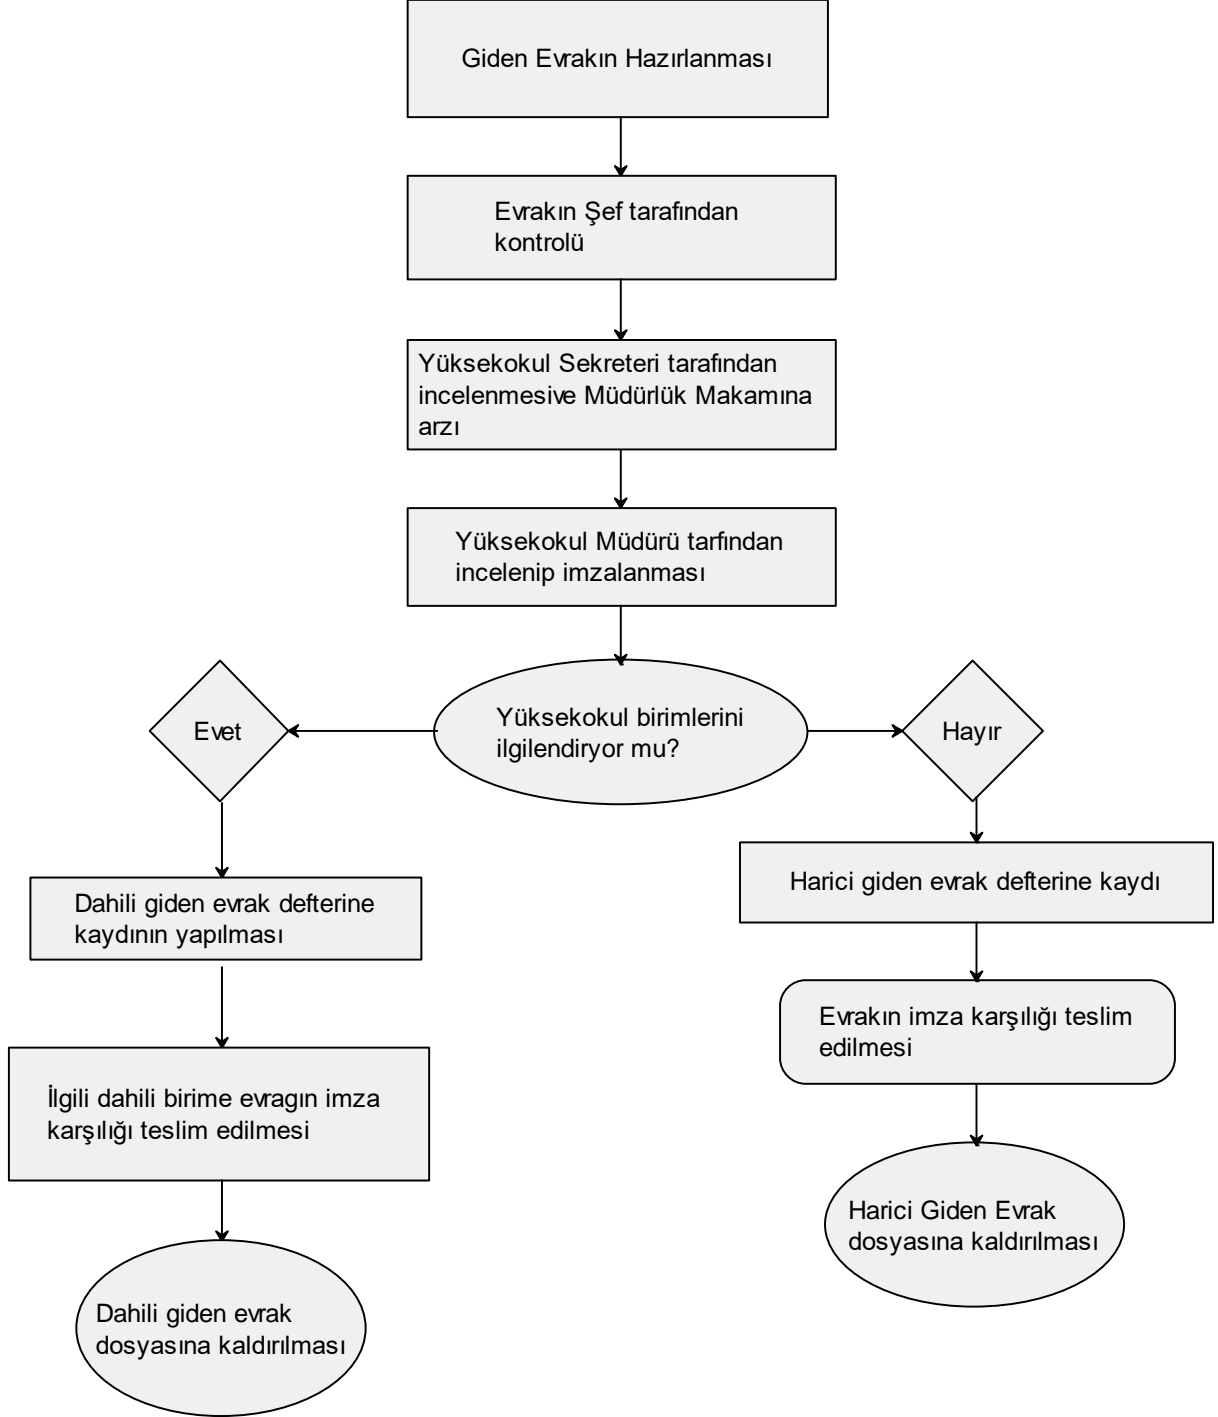 Giden Evrakın Hazırlanması
Evrakın Şef tarafından
kontrolü
Yüksekokul Sekreteri tarafından
incelenmesive Müdürlük Makamına
arzı
Yüksekokul Müdürü tarfından
incelenip imzalanması
Yüksekokul birimlerini
ilgilendiryor mu?
Evet
Hayır
Dahili giden evrak defterine
kaydının yapılması
İlgili dahili birime evragın imza
karşılığı teslim edilmesi
Dahili giden evrak
dosyasına kaldırılması
Harici giden evrak defterine kaydı
Evrakın imza karşılığı teslim
edilmesi
Harici Giden Evrak
dosyasına kaldırılması